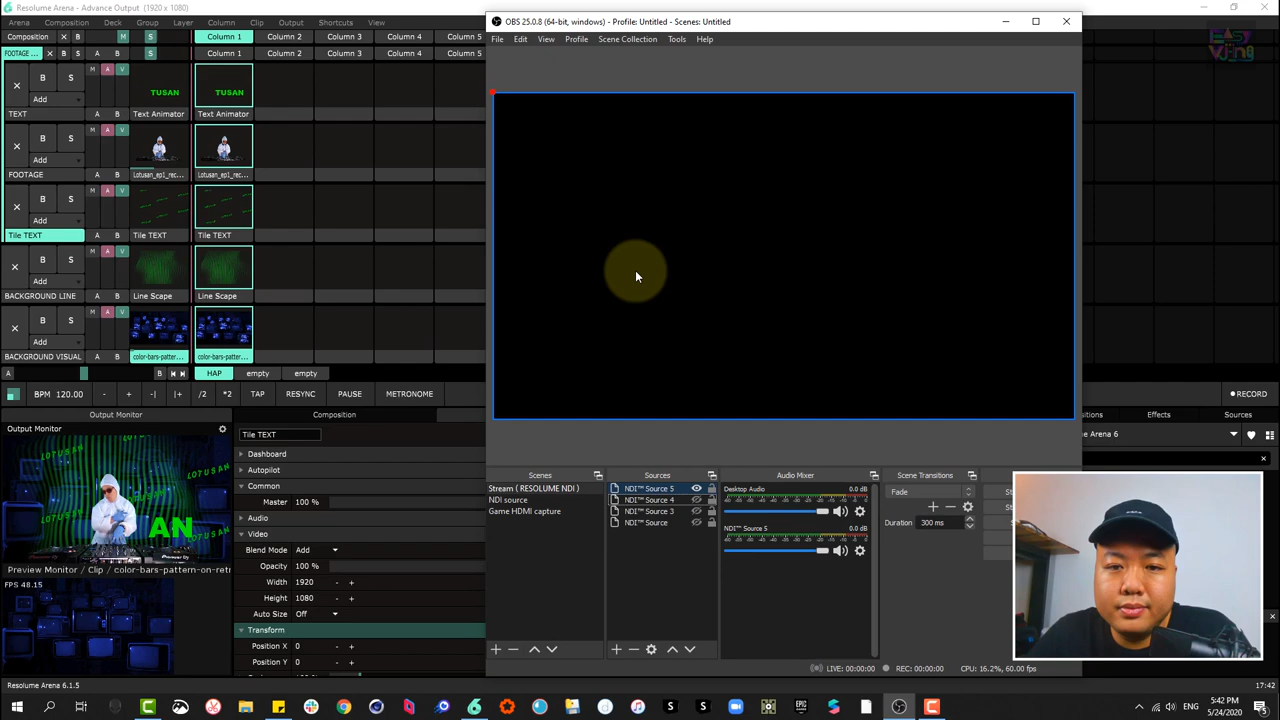 Resolume Arena - Advance Output (1920 x 1080)
Arena Composition Deck Group Layer Column Clip Output Shortcuts View
Composition × B M S Column 1 Column 2 Column 3 Column 4 Column 5
FOOTAGE ... × B A B S Column 1 Column 2 Column 3 Column 4 Column 5
B S M A V
TUSAN TUSAN
Add
TEXT A B Text Animator Text Animator
B S M A V
Add
FOOTAGE A B Lotusan_ep1_rec... Lotusan_ep1_rec...
B S M A V
Add
Tile TEXT A B Tile TEXT Tile TEXT
B S M A V
Add
BACKGROUND LINE A B Line Scape Line Scape
B S M A V
Add
BACKGROUND VISUAL A B color-bars-patter... color-bars-patter...
A B HAP empty empty
BPM 120.00 - + -| |+ /2 *2 TAP RESYNC PAUSE METRONOME
RECORD
Output Monitor Composition
Output Monitor
LOTUSAN
AN
Preview Monitor / Clip / color-bars-pattern-on-retr
FPS 48.15
Tile TEXT
Dashboard
Autopilot
Common
Master 100 %
Audio
Video
Blend Mode Add
Opacity 100 %
Width 1920 - +
Height 1080 - +
Auto Size Off
Transform
Position X 0 - +
Position Y 0 - +
Resolume Arena 6.1.5
OBS 25.0.8 (64-bit, windows) - Profile: Untitled - Scenes: Untitled
File Edit View Profile Scene Collection Tools Help
Scenes Sources Audio Mixer Scene Transitions
Stream ( RESOLUME NDI )
NDI source
Game HDMI capture
NDI™ Source 5
NDI™ Source 4
NDI™ Source 3
NDI™ Source
Desktop Audio 0.0 dB
NDI™ Source 5 0.0 dB
Fade
Duration 300 ms
LIVE: 00:00:00 REC: 00:00:00 CPU: 16.2%, 60.00 fps
EASY
Vjing
Effects Sources
17:42
5:42 PM
5/24/2020